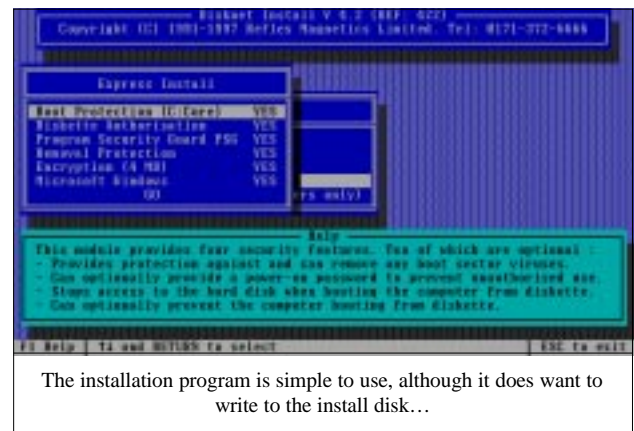 Disknet Install V 4.2 (REF: 622)
Copyright (C) 1991-1997 Reflex Magnetics Limited. Tel: 0171-372-6666
Express Install
Boot Protection (C:Core) YES
Diskette Authorisation YES
Program Security Guard PSG YES
Removal Protection YES
Encryption (4 MB) YES
Microsoft Windows YES
GO
ers only)
Help
This module provides four security features. Two of which are optional :
- Provides protection against and can remove any boot sector viruses.
- Can optionally provide a power-on password to prevent unauthorised use.
- Stops access to the hard disk when booting the computer from diskette.
- Can optionally prevent the computer booting from diskette.
F1 Help and RETURN to select ESC to exit
The installation program is simple to use, although it does want to
write to the install disk…